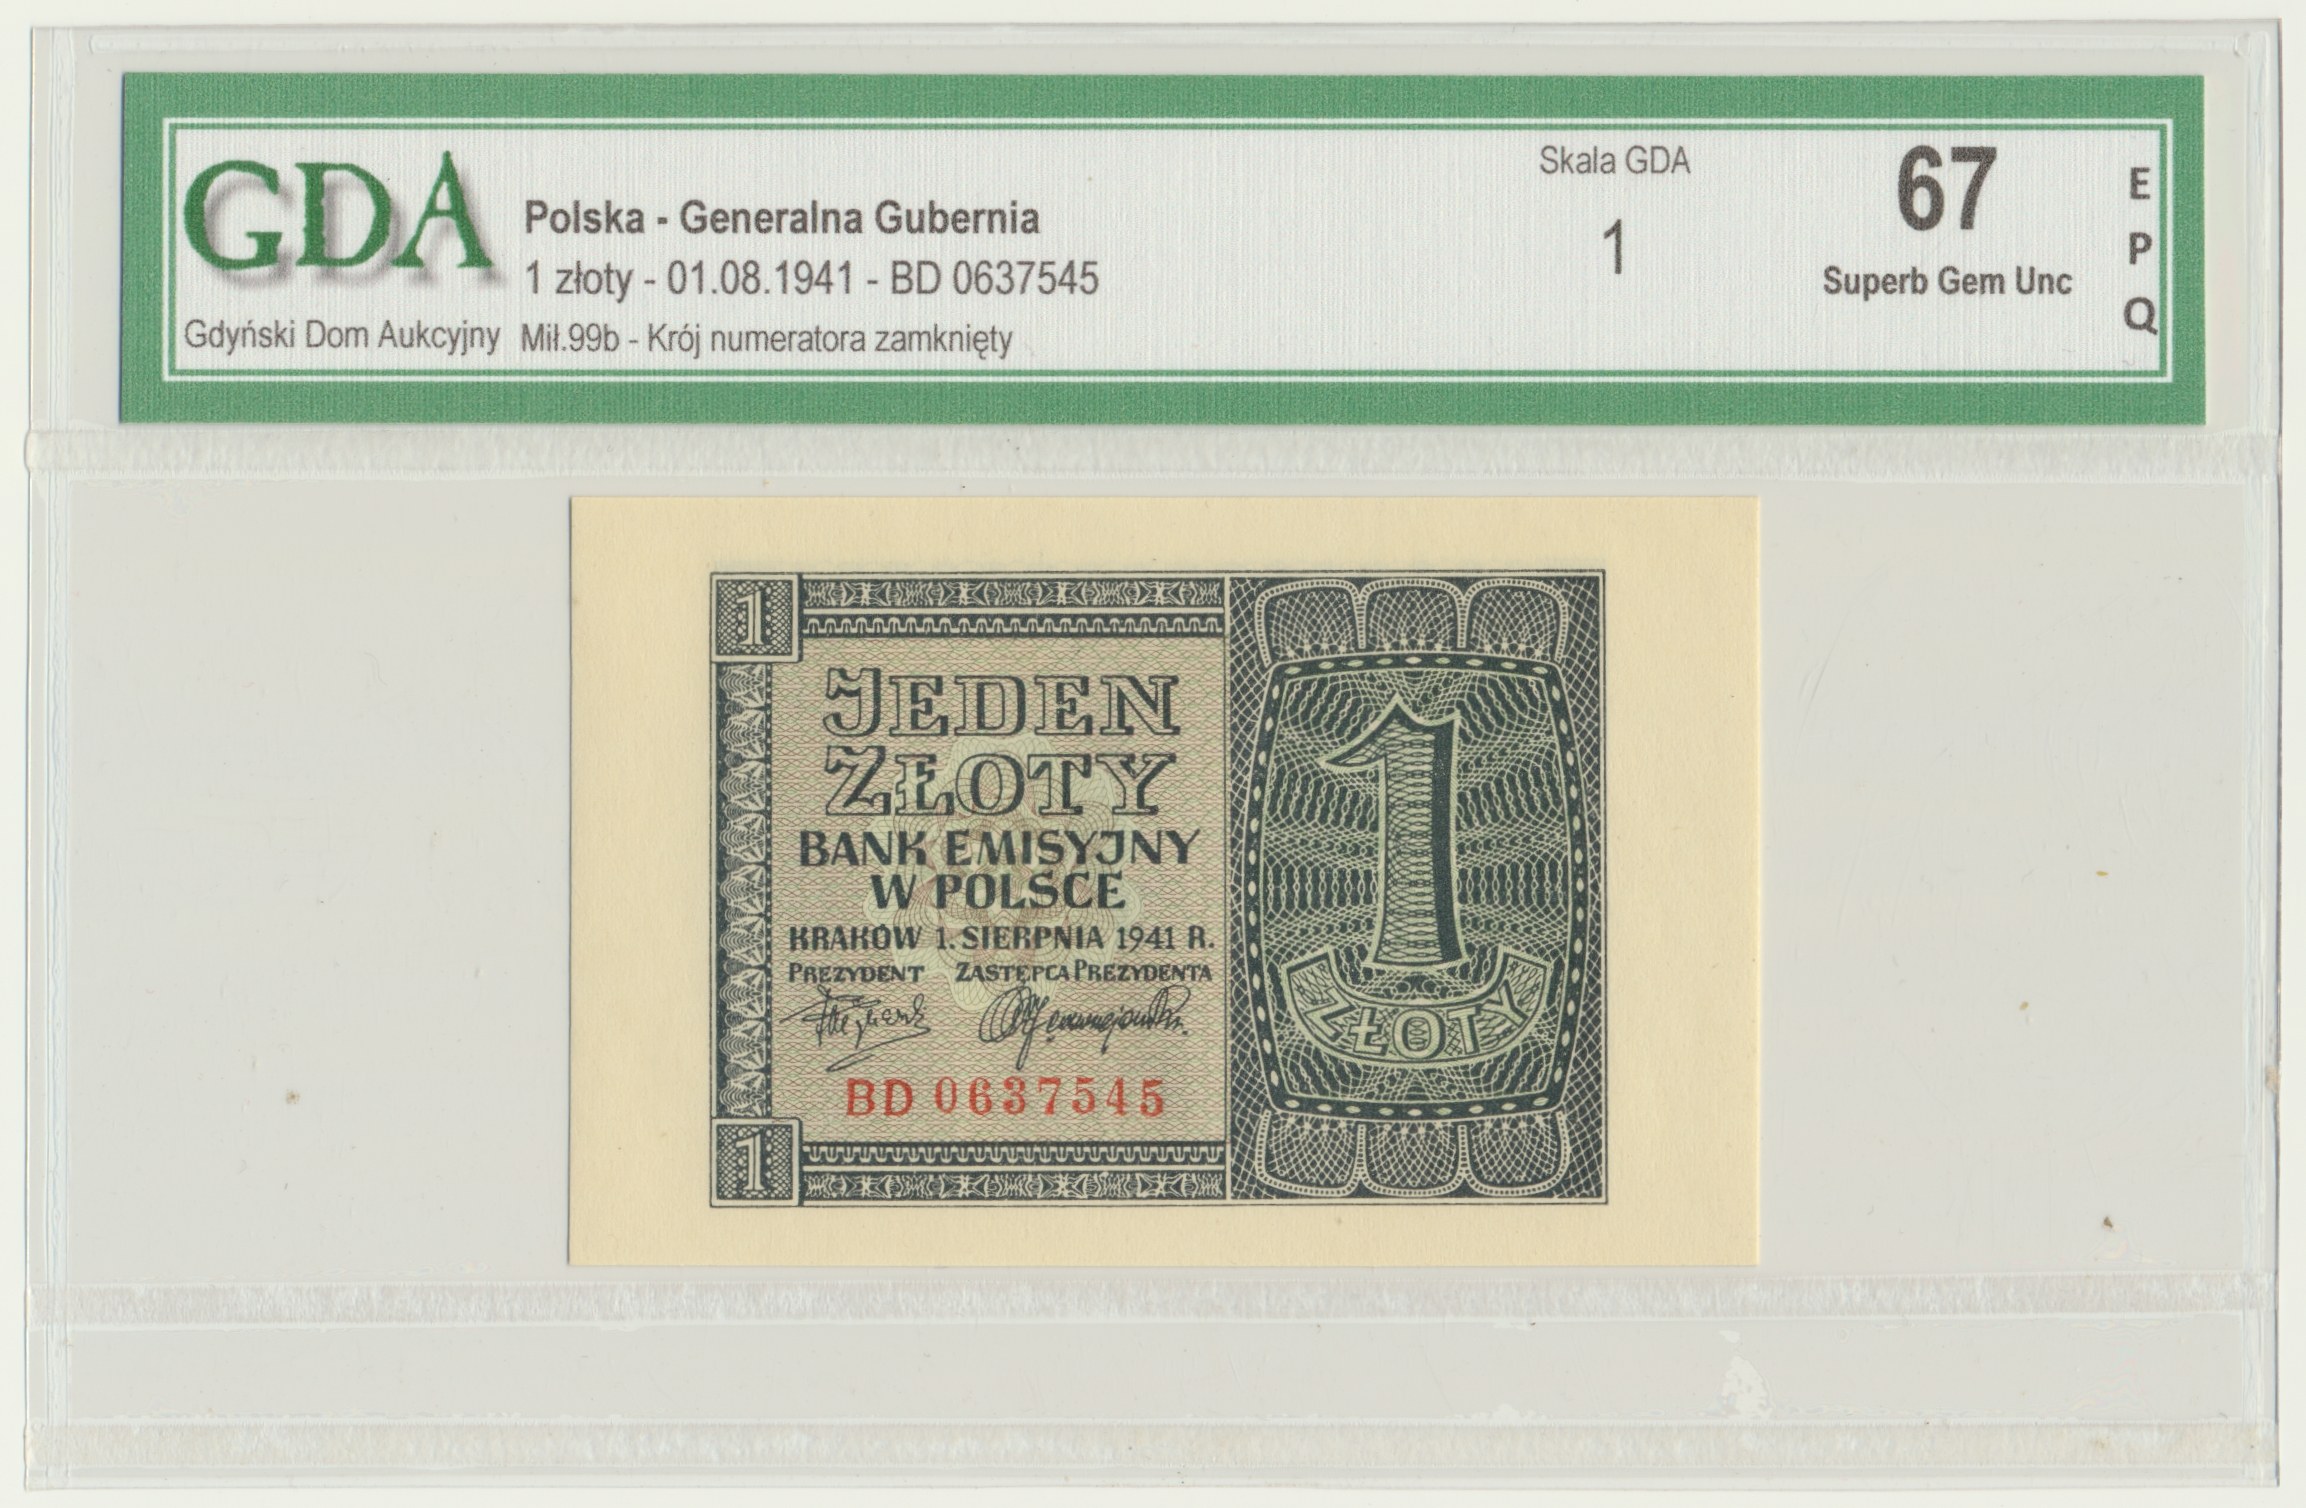 GDA
Gdyński Dom Aukcyjny
Polska - Generalna Gubernia
1 złoty - 01.08.1941 - BD 0637545
Mił.99b - Krój numeratora zamknięty
Skala GDA
1
67
Superb Gem Unc
E
P
Q
1
JEDEN
ZŁOTY
BANK EMISYJNY
W POLSCE
KRAKÓW 1. SIERPNIA 1941 R.
PREZYDENT ZASTĘPCA PREZYDENTA
BD 0637545
1
1
ZŁOTY